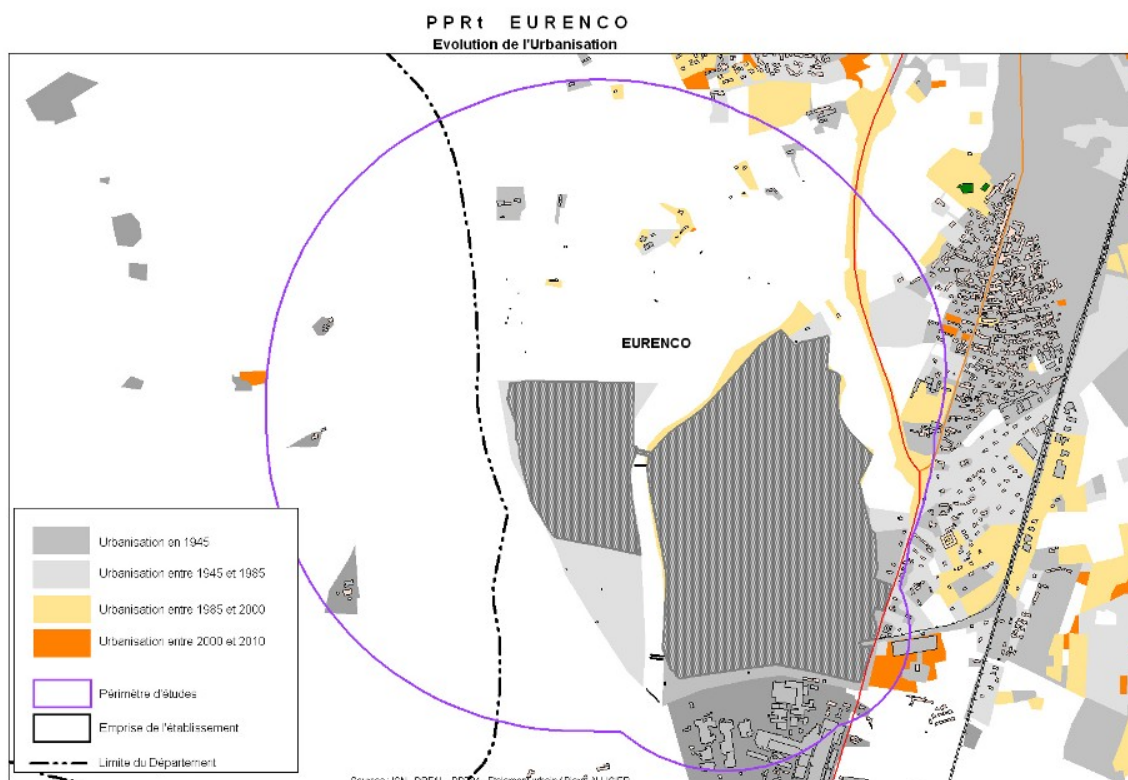 PPRt EURENCO
Evolution de l'Urbanisation
EURENCO
Urbanisation en 1945
Urbanisation entre 1945 et 1985
Urbanisation entre 1985 et 2000
Urbanisation entre 2000 et 2010
Périmètre d'études
Emprise de l'établissement
Limite du Département